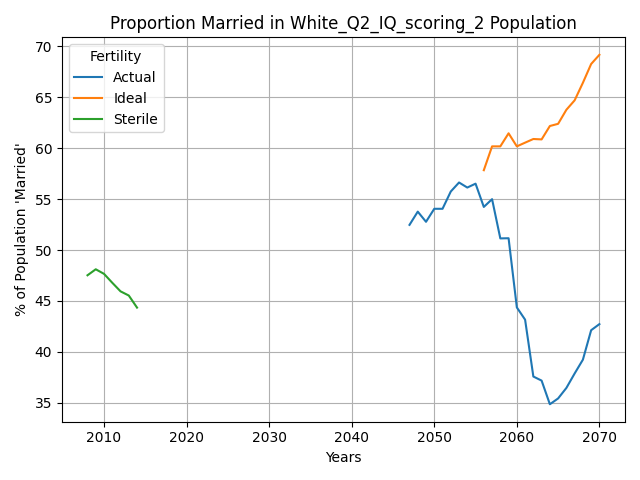 Proportion Married in White_Q2_IQ_scoring_2 Population
70
65
60
55
50
45
40
35
% of Population 'Married'
Fertility
Actual
Ideal
Sterile
2010 2020 2030 2040 2050 2060 2070
Years